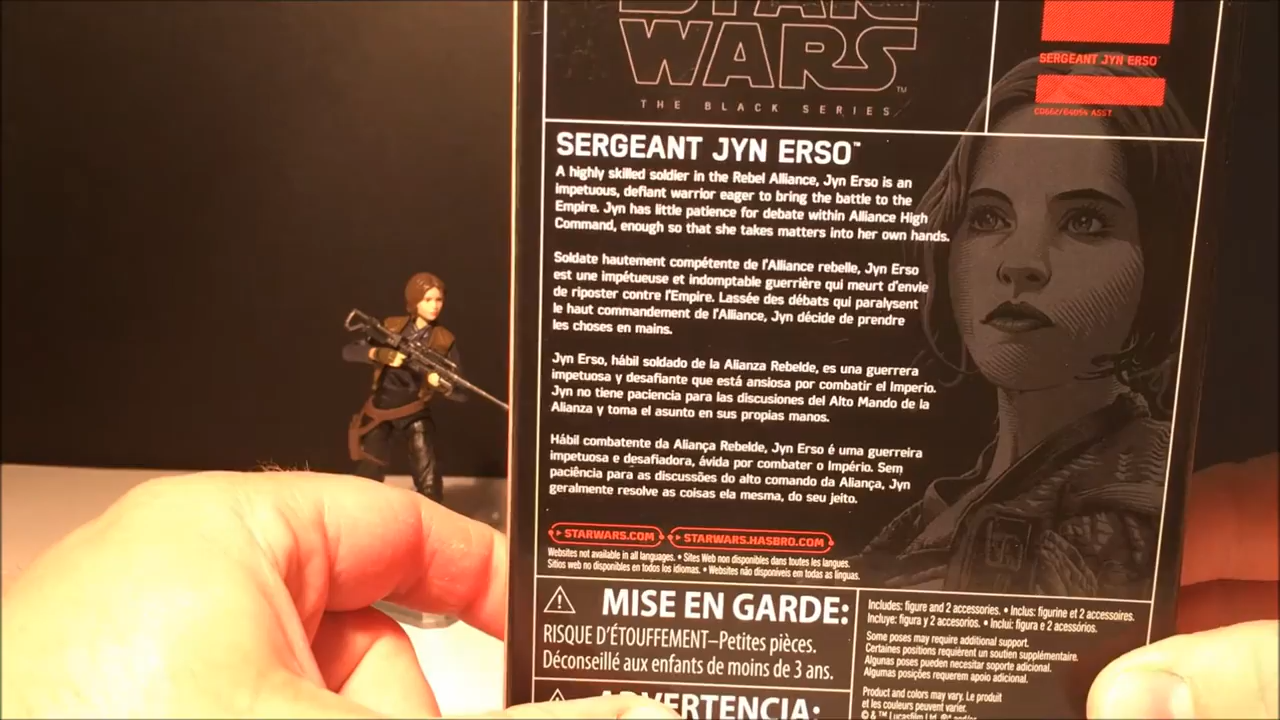 STAR
WARS
™
THE BLACK SERIES
SERGEANT JYN ERSO™
C0662/B4054 ASST
SERGEANT JYN ERSO™
A highly skilled soldier in the Rebel Alliance, Jyn Erso is an
impetuous, defiant warrior eager to bring the battle to the
Empire. Jyn has little patience for debate within Alliance High
Command, enough so that she takes matters into her own hands.
Soldate hautement compétente de l'Alliance rebelle, Jyn Erso
est une impétueuse et indomptable guerrière qui meurt d'envie
de riposter contre l'Empire. Lassée des débats qui paralysent
le haut commandement de l'Alliance, Jyn décide de prendre
les choses en mains.
Jyn Erso, hábil soldado de la Alianza Rebelde, es una guerrera
impetuosa y desafiante que está ansiosa por combatir el Imperio.
Jyn no tiene paciencia para las discusiones del Alto Mando de la
Alianza y toma el asunto en sus propias manos.
Hábil combatente da Aliança Rebelde, Jyn Erso é uma guerreira
impetuosa e desafiadora, ávida por combater o Império. Sem
paciência para as discussões do alto comando da Aliança, Jyn
geralmente resolve as coisas ela mesma, do seu jeito.
STARWARS.COM STARWARS.HASBRO.COM
Websites not available in all languages. • Sites Web non disponibles dans toutes les langues.
Sitios web no disponibles en todos los idiomas. • Websites não disponíveis em todas as línguas.
MISE EN GARDE:
RISQUE D'ÉTOUFFEMENT–Petites pièces.
Déconseillé aux enfants de moins de 3 ans.
ADVERTENCIA:
Includes: figure and 2 accessories. • Inclus: figurine et 2 accessoires.
Incluye: figura y 2 accesorios. • Inclui: figura e 2 acessórios.
Some poses may require additional support.
Certaines positions requièrent un soutien supplémentaire.
Algunas poses pueden necesitar soporte adicional.
Algumas posições requerem apoio adicional.
Product and colors may vary. Le produit
et les couleurs peuvent varier.
© & ™ Lucasfilm Ltd.